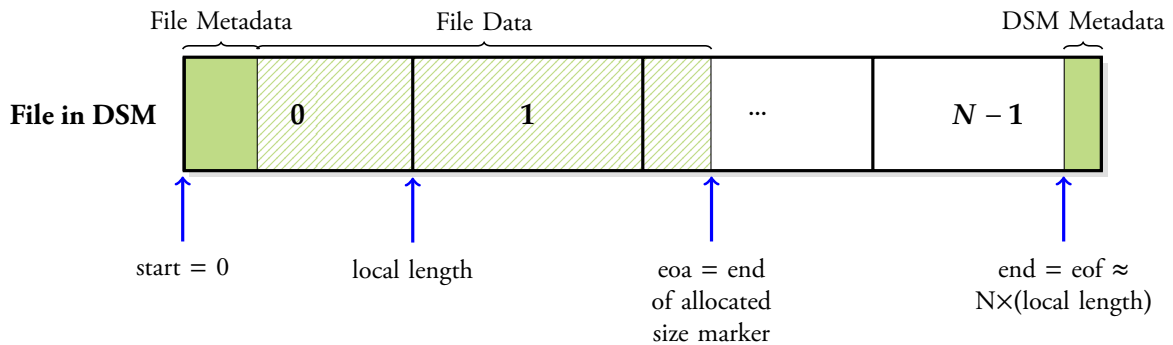 File Metadata
File Data
DSM Metadata
File in DSM
0
1
...
N – 1
start = 0
local length
eoa = end
of allocated
size marker
end = eof ≈
N×(local length)